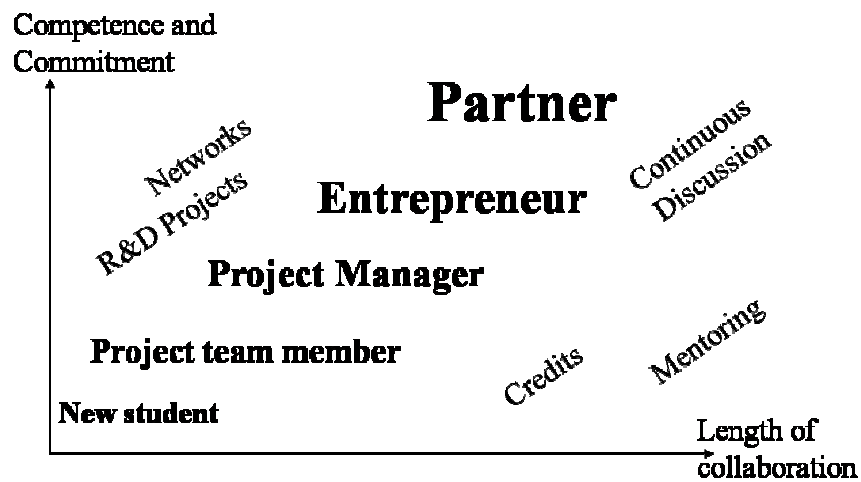 Competence and
Commitment
Partner
Networks
Continuous
Discussion
R&D Projects
Entrepreneur
Project Manager
Project team member
Credits
Mentoring
New student
Length of
collaboration